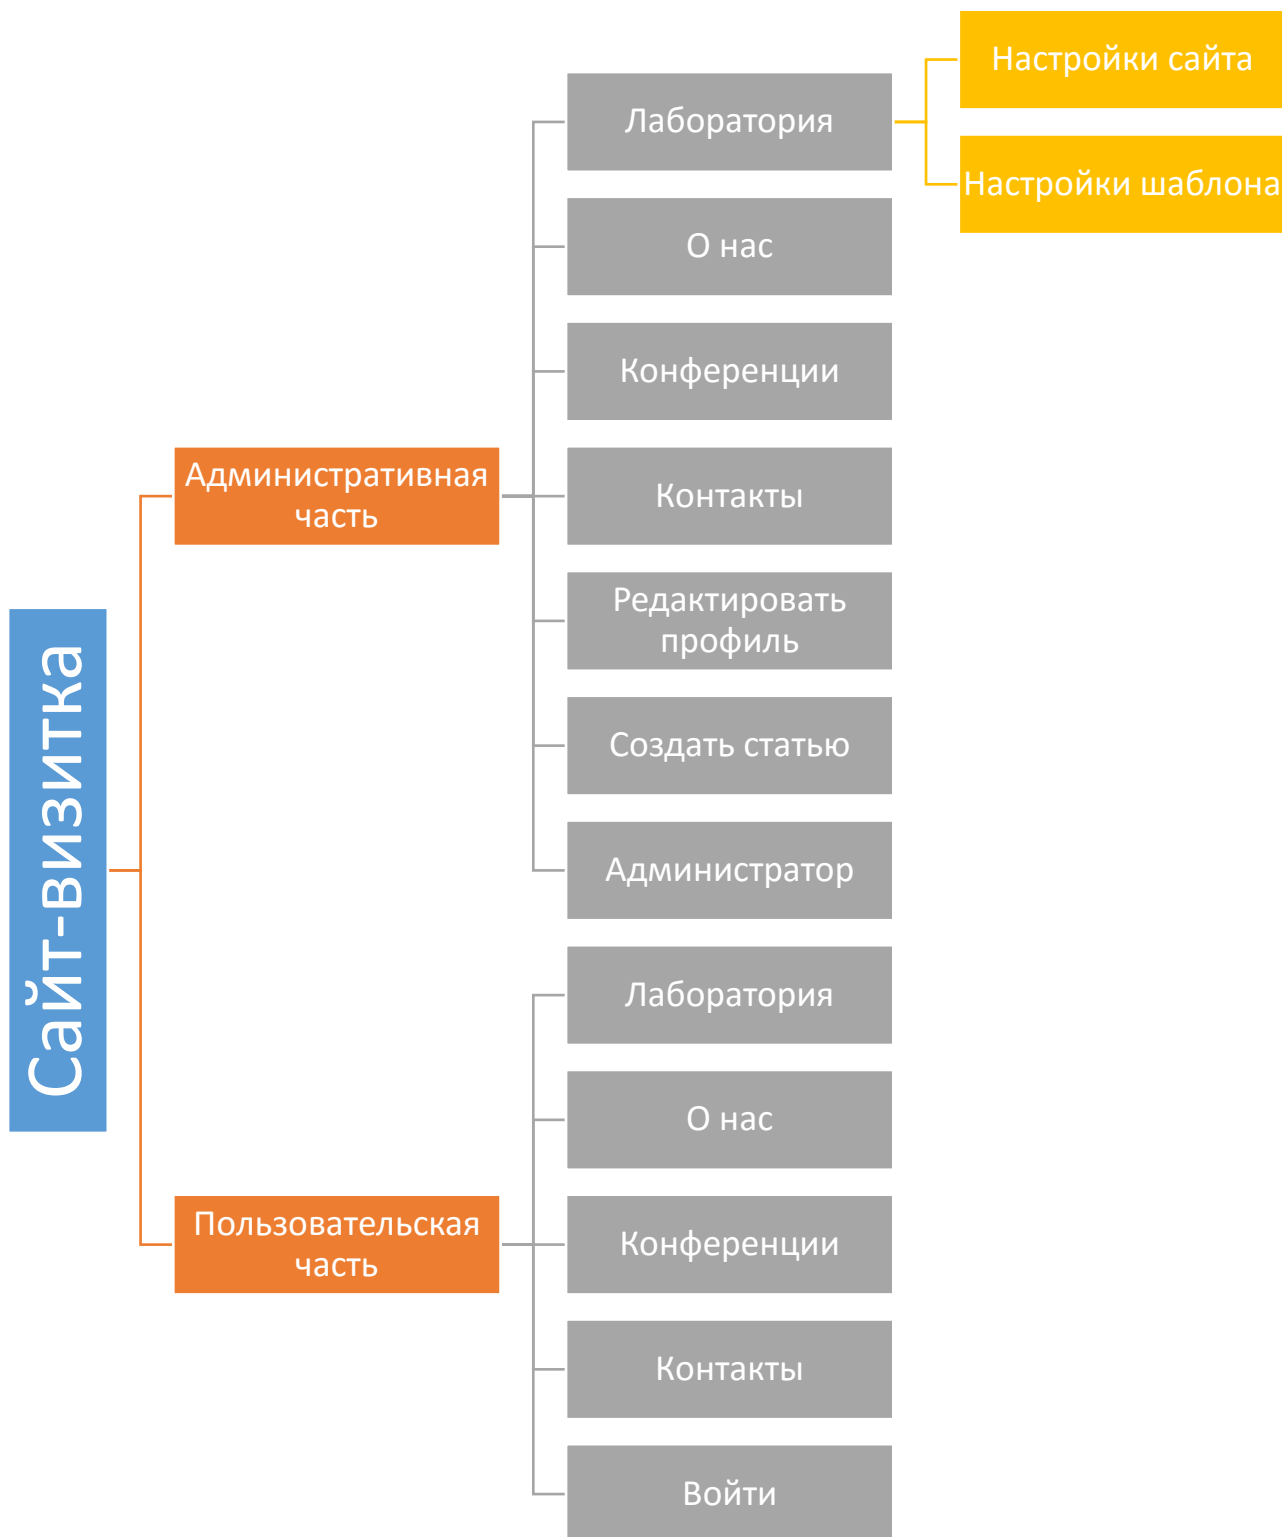 Сайт-визитка
Административная
часть
Лаборатория
Настройки сайта
Настройки шаблона
О нас
Конференции
Контакты
Редактировать
профиль
Создать статью
Администратор
Пользовательская
часть
Лаборатория
О нас
Конференции
Контакты
Войти